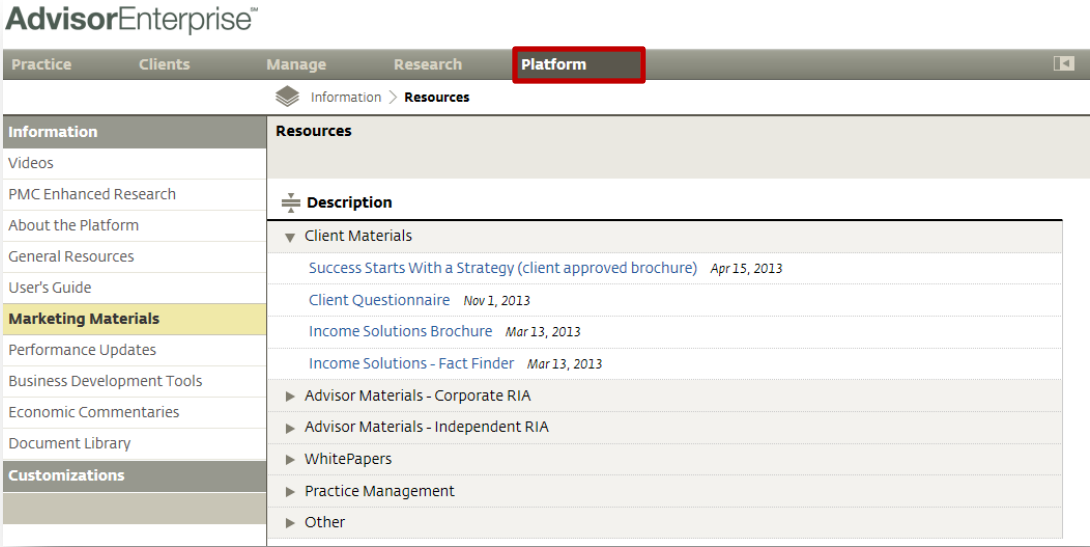 AdvisorEnterprise℠
Practice Clients Manage Research Platform
Information > Resources
Information
Videos
PMC Enhanced Research
About the Platform
General Resources
User's Guide
Marketing Materials
Performance Updates
Business Development Tools
Economic Commentaries
Document Library
Customizations
Resources
Description
Client Materials
Success Starts With a Strategy (client approved brochure) Apr 15, 2013
Client Questionnaire Nov 1, 2013
Income Solutions Brochure Mar 13, 2013
Income Solutions - Fact Finder Mar 13, 2013
Advisor Materials - Corporate RIA
Advisor Materials - Independent RIA
WhitePapers
Practice Management
Other